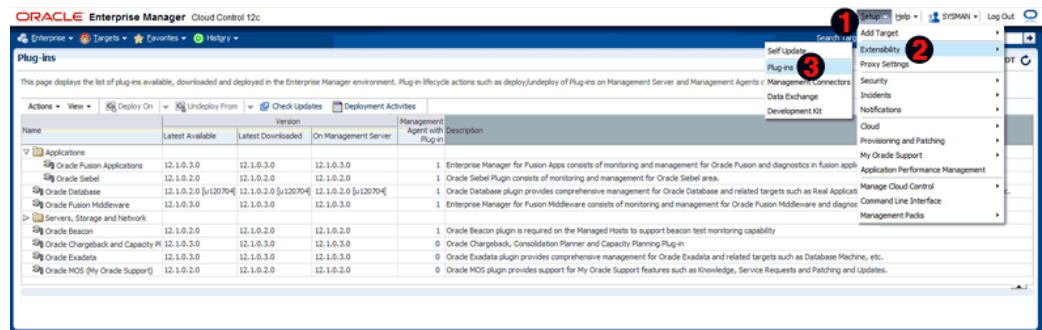 ORACLE Enterprise Manager Cloud Control 12c
1
Setup Help SYSMAN Log Out
Enterprise Targets Favorites History
Search Targ
Plug-ins
This page displays the list of plug-ins available, downloaded and deployed in the Enterprise Manager environment. Plug-in lifecycle actions such as deploy/undeploy of Plug-ins on Management Server and Management Agents
Actions View Deploy On Undeploy From Check Updates Deployment Activities
Name
Version
Latest Available Latest Downloaded On Management Server
Management Agent with Plug-in
Description
Applications
Oracle Fusion Applications 12.1.0.3.0 12.1.0.3.0 12.1.0.3.0 1 Enterprise Manager for Fusion Apps consists of monitoring and management for Oracle Fusion and diagnostics in fusion appli
Oracle Siebel 12.1.0.2.0 12.1.0.2.0 12.1.0.2.0 1 Oracle Siebel Plugin consists of monitoring and management for Oracle Siebel area.
Oracle Database 12.1.0.2.0 [u120704] 12.1.0.2.0 [u120704] 12.1.0.2.0 [u120704] 1 Oracle Database plugin provides comprehensive management for Oracle Database and related targets such as Real Applicati
Oracle Fusion Middleware 12.1.0.3.0 12.1.0.3.0 12.1.0.3.0 1 Enterprise Manager for Fusion Middleware consists of monitoring and management for Oracle Fusion Middleware and diagnos
Servers, Storage and Network
Oracle Beacon 12.1.0.2.0 12.1.0.2.0 12.1.0.2.0 1 Oracle Beacon plugin is required on the Managed Hosts to support beacon test monitoring capability
Oracle Chargeback and Capacity Pl 12.1.0.3.0 12.1.0.3.0 12.1.0.3.0 0 Oracle Chargeback, Consolidation Planner and Capacity Planning Plug-in
Oracle Exadata 12.1.0.3.0 12.1.0.3.0 12.1.0.3.0 0 Oracle Exadata plugin provides comprehensive management for Oracle Exadata and related targets such as Database Machine, etc.
Oracle MOS (My Oracle Support) 12.1.0.2.0 12.1.0.2.0 12.1.0.2.0 0 Oracle MOS plugin provides support for My Oracle Support features such as Knowledge, Service Requests and Patching and Updates.
Self Update
Plug-ins
3
Management Connectors
Data Exchange
Development Kit
Add Target
Extensibility
2
Proxy Settings
Security
Incidents
Notifications
Cloud
Provisioning and Patching
My Oracle Support
Application Performance Management
Manage Cloud Control
Command Line Interface
Management Packs
DT
c.